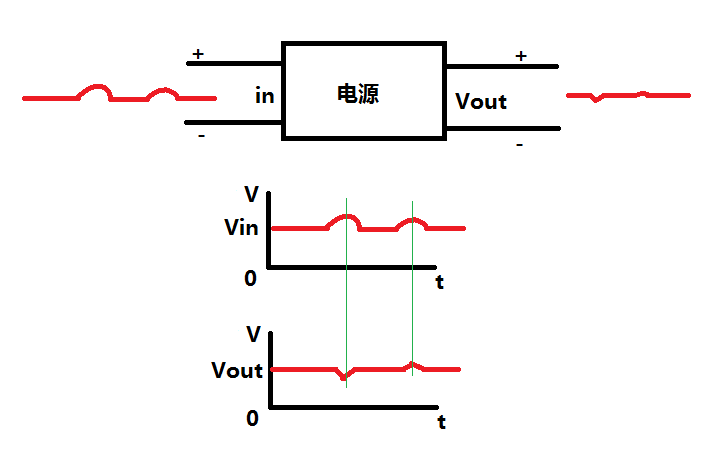 + +
in 电源 Vout
- -
V
Vin
0 t
V
Vout
0 t